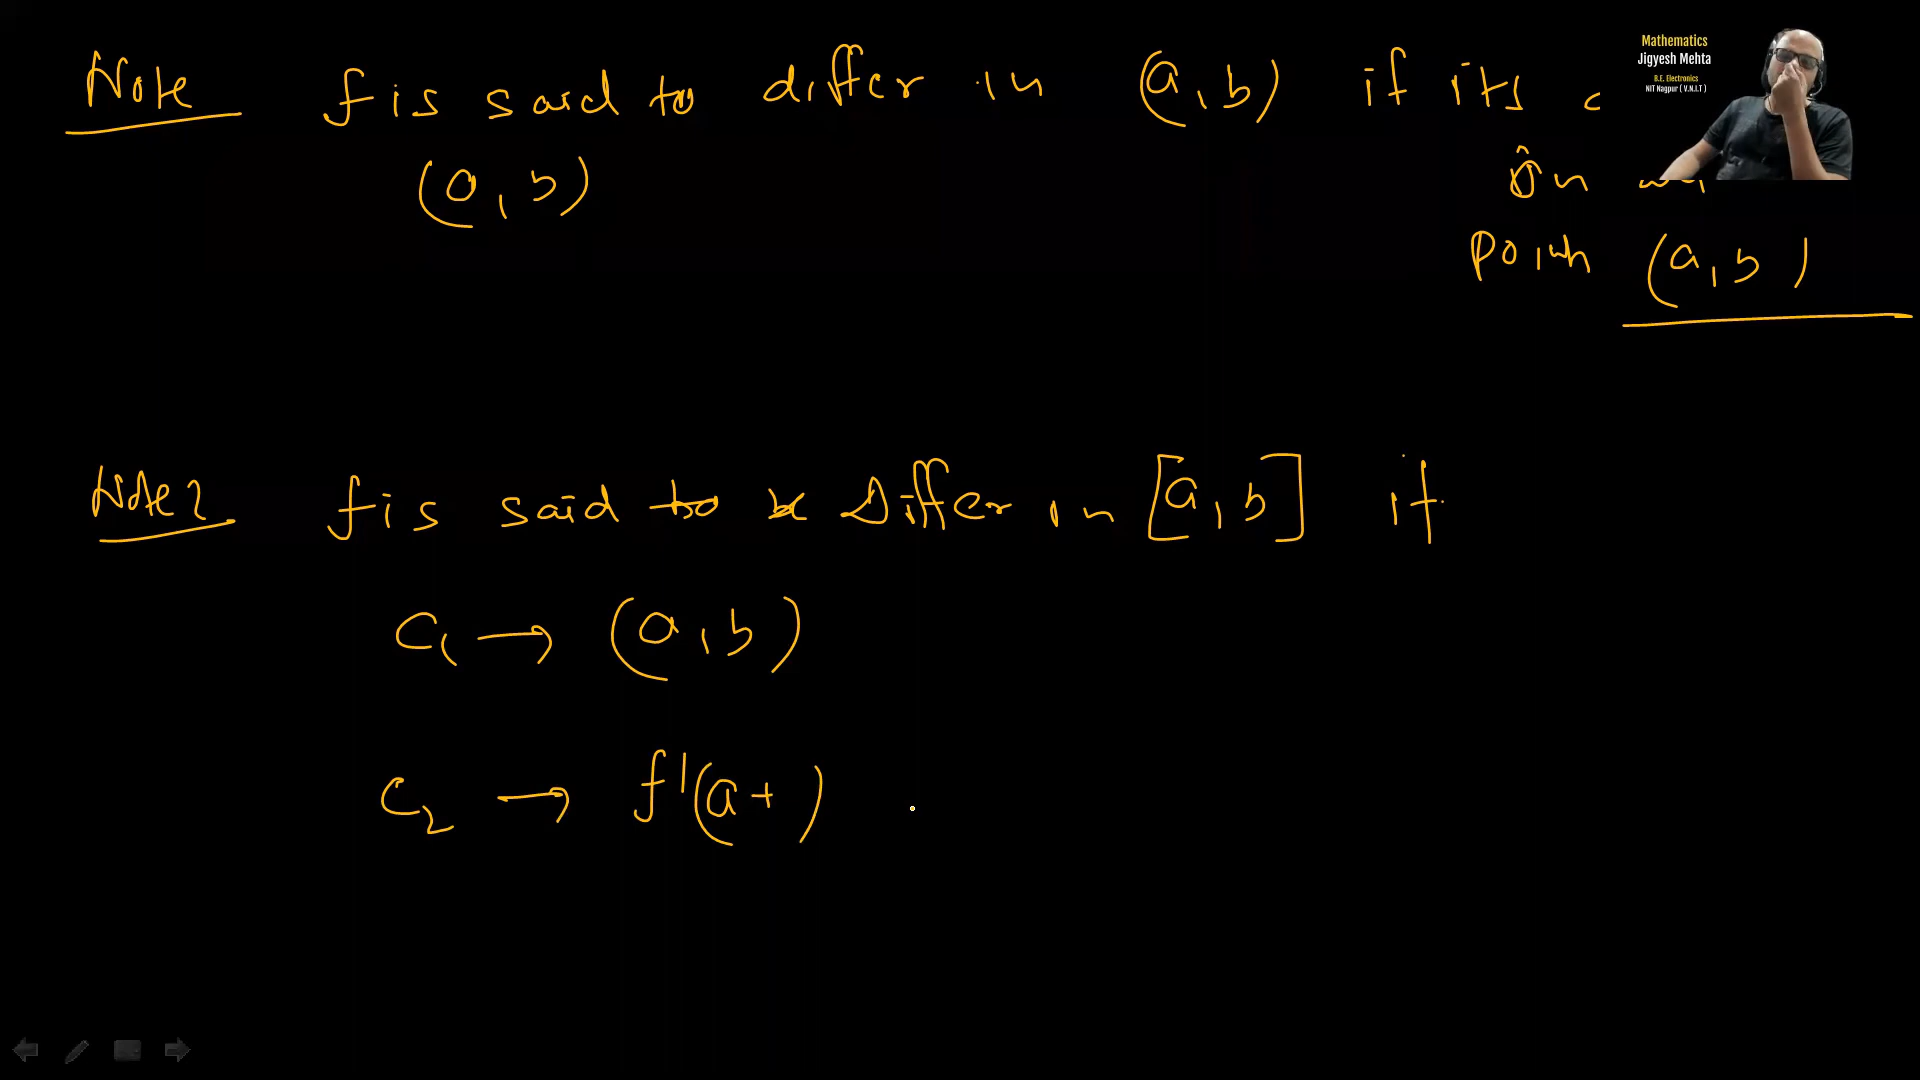 Note f is said to differ in (a, b) if its
(a, b)
on
point (a, b)
Note 2 f is said to be Differ in [a, b] if
C1 → (a, b)
C2 → f'(a+)
Mathematics
Jigyesh Mehta
B.E. Electronics
NIT Nagpur ( V.N.I.T )